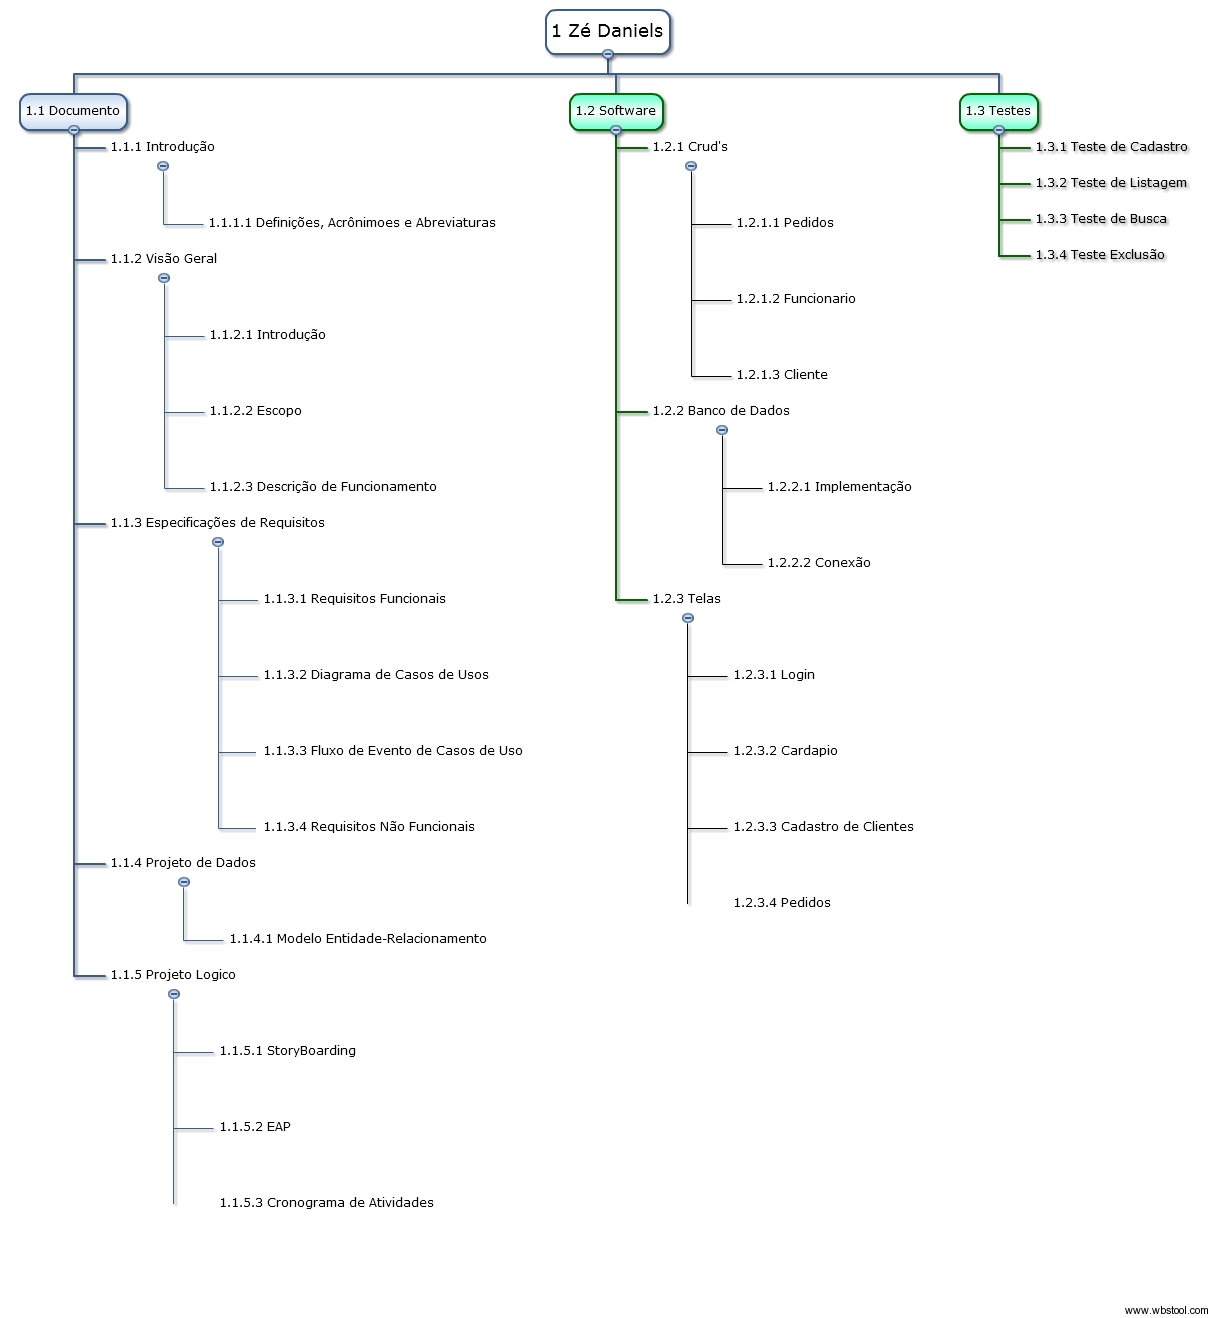 1 Zé Daniels
1.1 Documento
1.1.1 Introdução
1.1.1.1 Definições, Acrônimoes e Abreviaturas
1.1.2 Visão Geral
1.1.2.1 Introdução
1.1.2.2 Escopo
1.1.2.3 Descrição de Funcionamento
1.1.3 Especificações de Requisitos
1.1.3.1 Requisitos Funcionais
1.1.3.2 Diagrama de Casos de Usos
1.1.3.3 Fluxo de Evento de Casos de Uso
1.1.3.4 Requisitos Não Funcionais
1.1.4 Projeto de Dados
1.1.4.1 Modelo Entidade-Relacionamento
1.1.5 Projeto Logico
1.1.5.1 StoryBoarding
1.1.5.2 EAP
1.1.5.3 Cronograma de Atividades
1.2 Software
1.2.1 Crud's
1.2.1.1 Pedidos
1.2.1.2 Funcionario
1.2.1.3 Cliente
1.2.2 Banco de Dados
1.2.2.1 Implementação
1.2.2.2 Conexão
1.2.3 Telas
1.2.3.1 Login
1.2.3.2 Cardapio
1.2.3.3 Cadastro de Clientes
1.2.3.4 Pedidos
1.3 Testes
1.3.1 Teste de Cadastro
1.3.2 Teste de Listagem
1.3.3 Teste de Busca
1.3.4 Teste Exclusão
www.wbstool.com